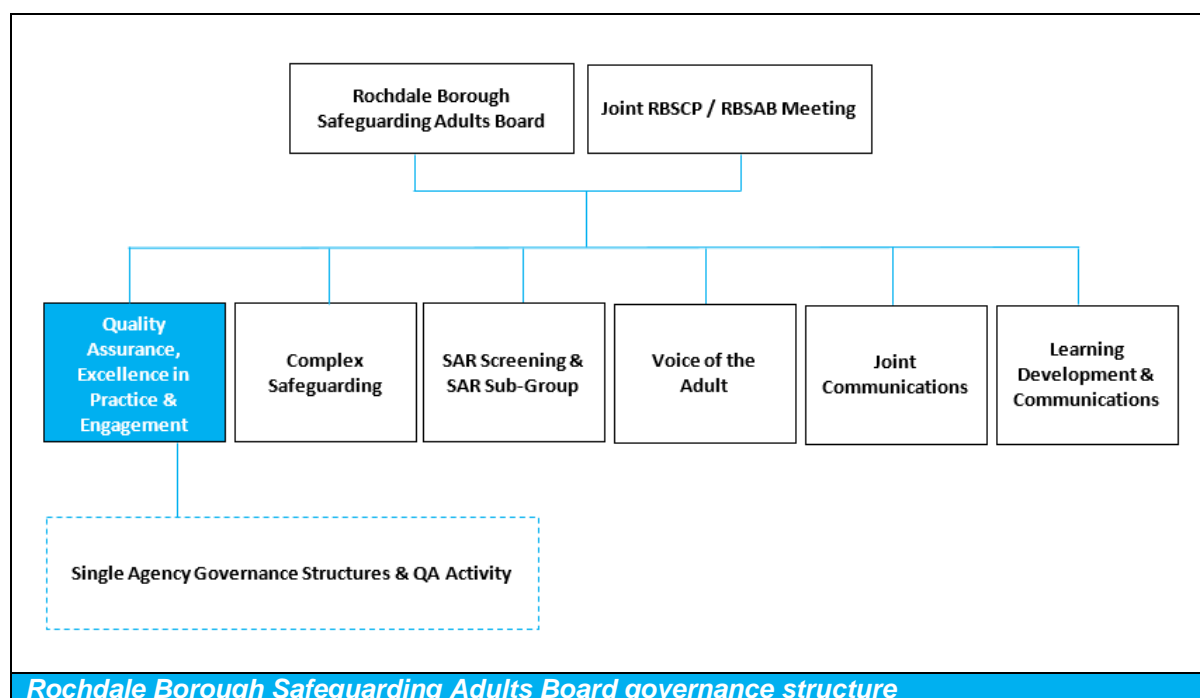 Rochdale Borough
Safeguarding Adults Board
Joint RBSCP / RBSAB Meeting
Quality
Assurance,
Excellence in
Practice &
Engagement
Complex
Safeguarding
SAR Screening &
SAR Sub-Group
Voice of the
Adult
Joint
Communications
Learning
Development &
Communications
Single Agency Governance Structures & QA Activity
Rochdale Borough Safeguarding Adults Board governance structure